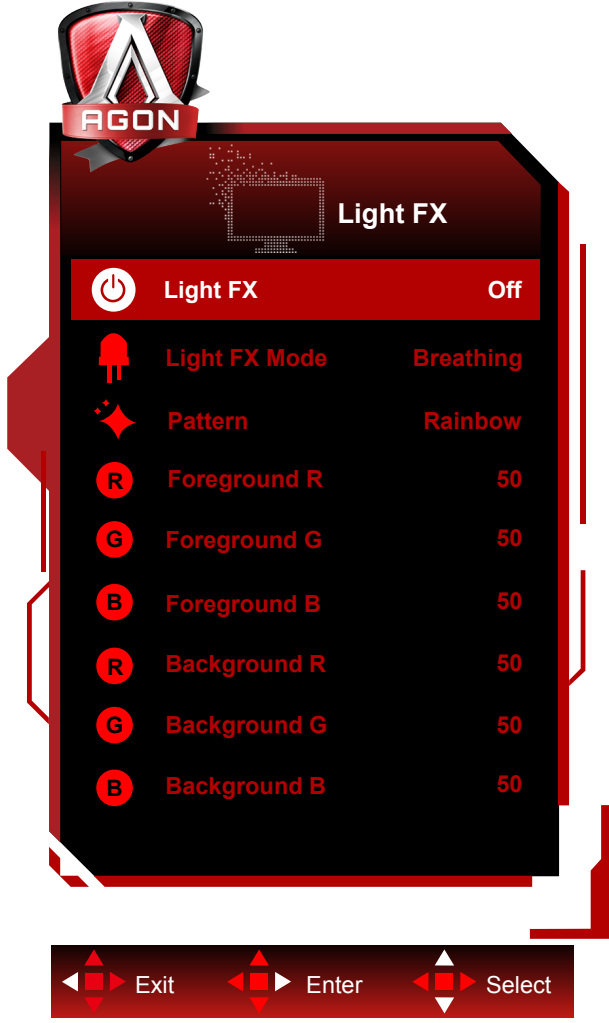 AGON
Light FX
Light FX Off
Light FX Mode Breathing
Pattern Rainbow
R Foreground R 50
G Foreground G 50
B Foreground B 50
R Background R 50
G Background G 50
B Background B 50
Exit Enter Select